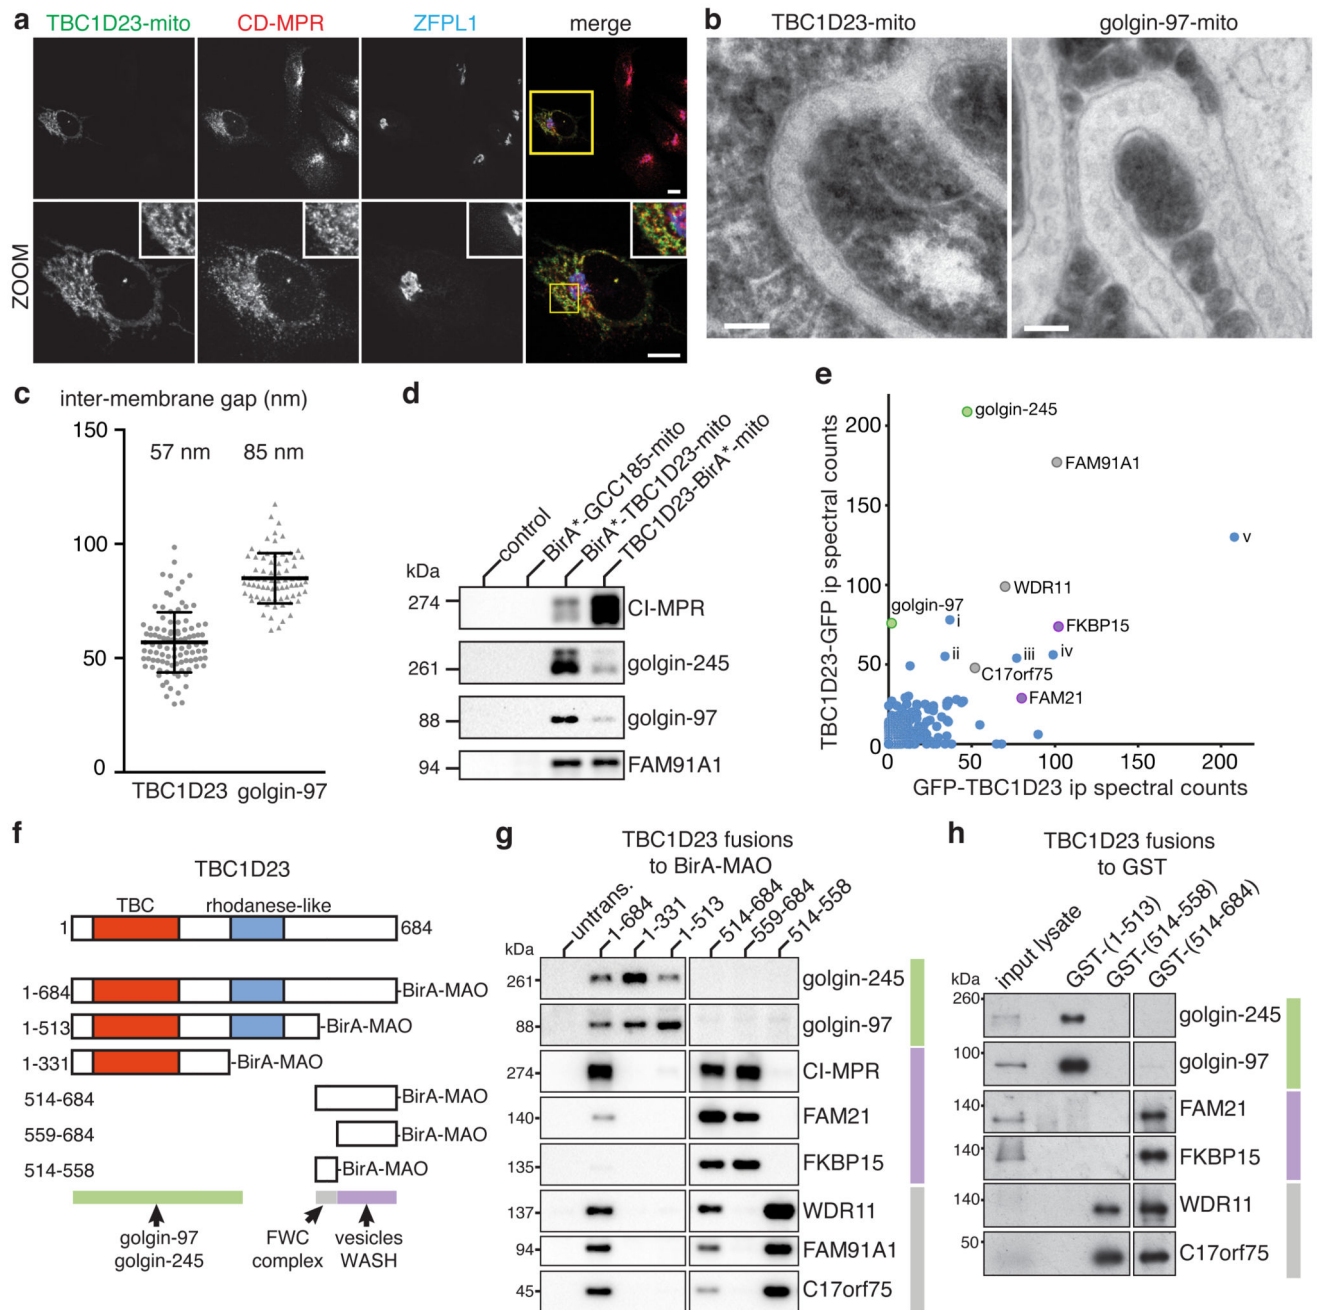 a
TBC1D23-mito
CD-MPR
ZFPL1
merge
ZOOM
b
TBC1D23-mito
golgin-97-mito
c
inter-membrane gap (nm)
150
57 nm
85 nm
100
50
0
TBC1D23
golgin-97
d
control
BirA*-GCC185-mito
BirA*-TBC1D23-mito
TBC1D23-BirA*-mito
kDa
274
CI-MPR
261
golgin-245
88
golgin-97
94
FAM91A1
e
TBC1D23-GFP ip spectral counts
200
150
100
50
0
golgin-245
FAM91A1
v
WDR11
golgin-97
i
FKBP15
ii
iii
iv
C17orf75
FAM21
0
50
100
150
200
GFP-TBC1D23 ip spectral counts
f
TBC1D23
TBC
rhodanese-like
1
684
1-684
-BirA-MAO
1-513
-BirA-MAO
1-331
-BirA-MAO
514-684
-BirA-MAO
559-684
-BirA-MAO
514-558
-BirA-MAO
golgin-97
golgin-245
FWC
complex
vesicles
WASH
g
TBC1D23 fusions
to BirA-MAO
untrans.
1-684
1-331
1-513
514-684
559-684
514-558
kDa
261
golgin-245
88
golgin-97
274
CI-MPR
140
FAM21
135
FKBP15
137
WDR11
94
FAM91A1
45
C17orf75
h
TBC1D23 fusions
to GST
input lysate
GST-(1-513)
GST-(514-558)
GST-(514-684)
kDa
260
golgin-245
100
golgin-97
140
FAM21
140
FKBP15
140
WDR11
50
C17orf75